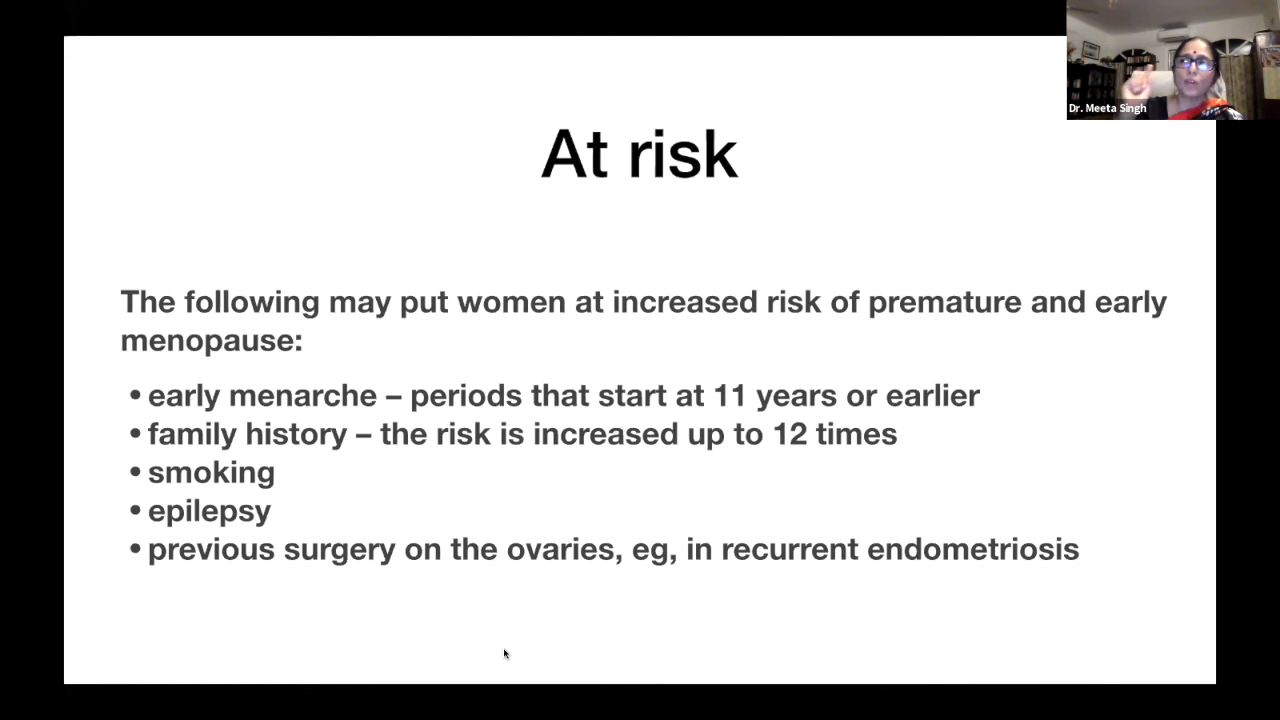 Dr. Meeta Singh
At risk
The following may put women at increased risk of premature and early
menopause:
• early menarche – periods that start at 11 years or earlier
• family history – the risk is increased up to 12 times
• smoking
• epilepsy
• previous surgery on the ovaries, eg, in recurrent endometriosis